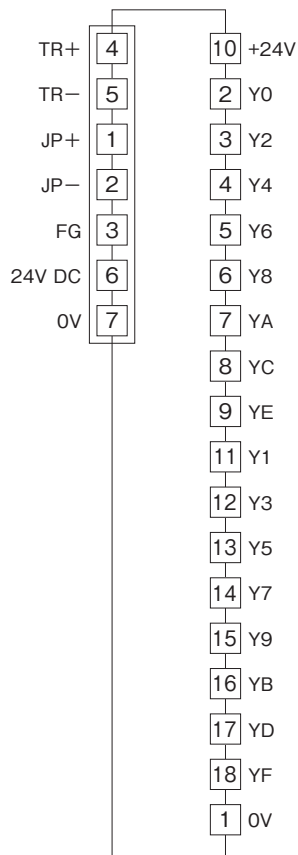 TR+ 4 10 +24V
TR− 5 2 Y0
JP+ 1 3 Y2
JP− 2 4 Y4
FG 3 5 Y6
24V DC 6 6 Y8
0V 7 7 YA
8 YC
9 YE
11 Y1
12 Y3
13 Y5
14 Y7
15 Y9
16 YB
17 YD
18 YF
1 0V